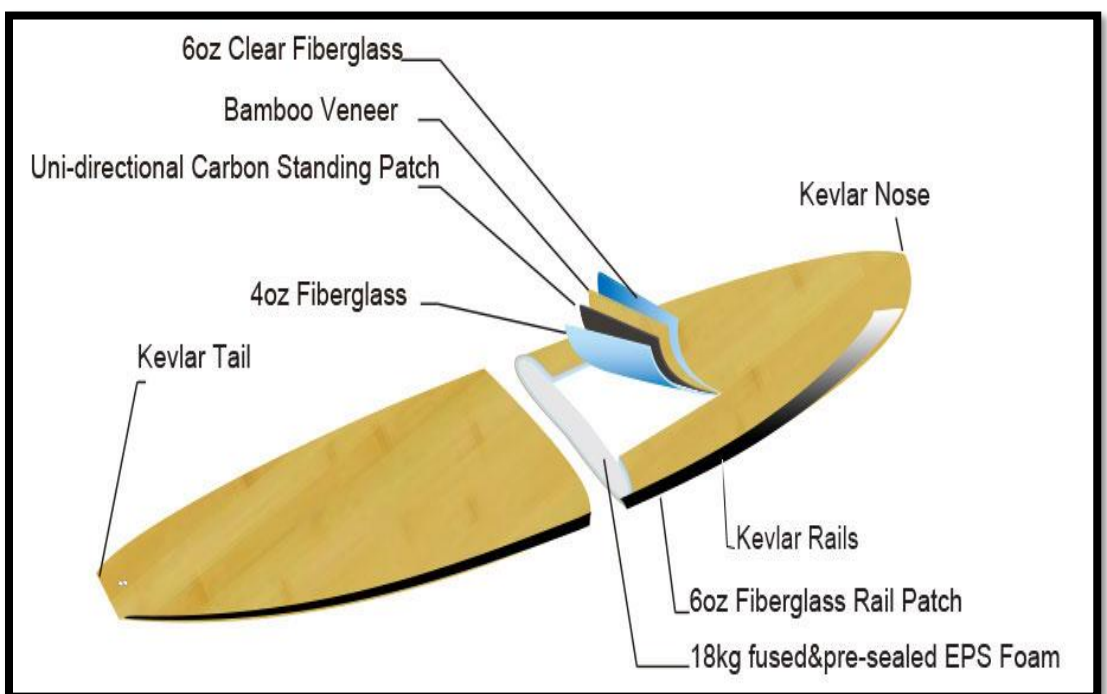 6oz Clear Fiberglass
Bamboo Veneer
Uni-directional Carbon Standing Patch
Kevlar Nose
4oz Fiberglass
Kevlar Tail
Kevlar Rails
6oz Fiberglass Rail Patch
18kg fused&pre-sealed EPS Foam